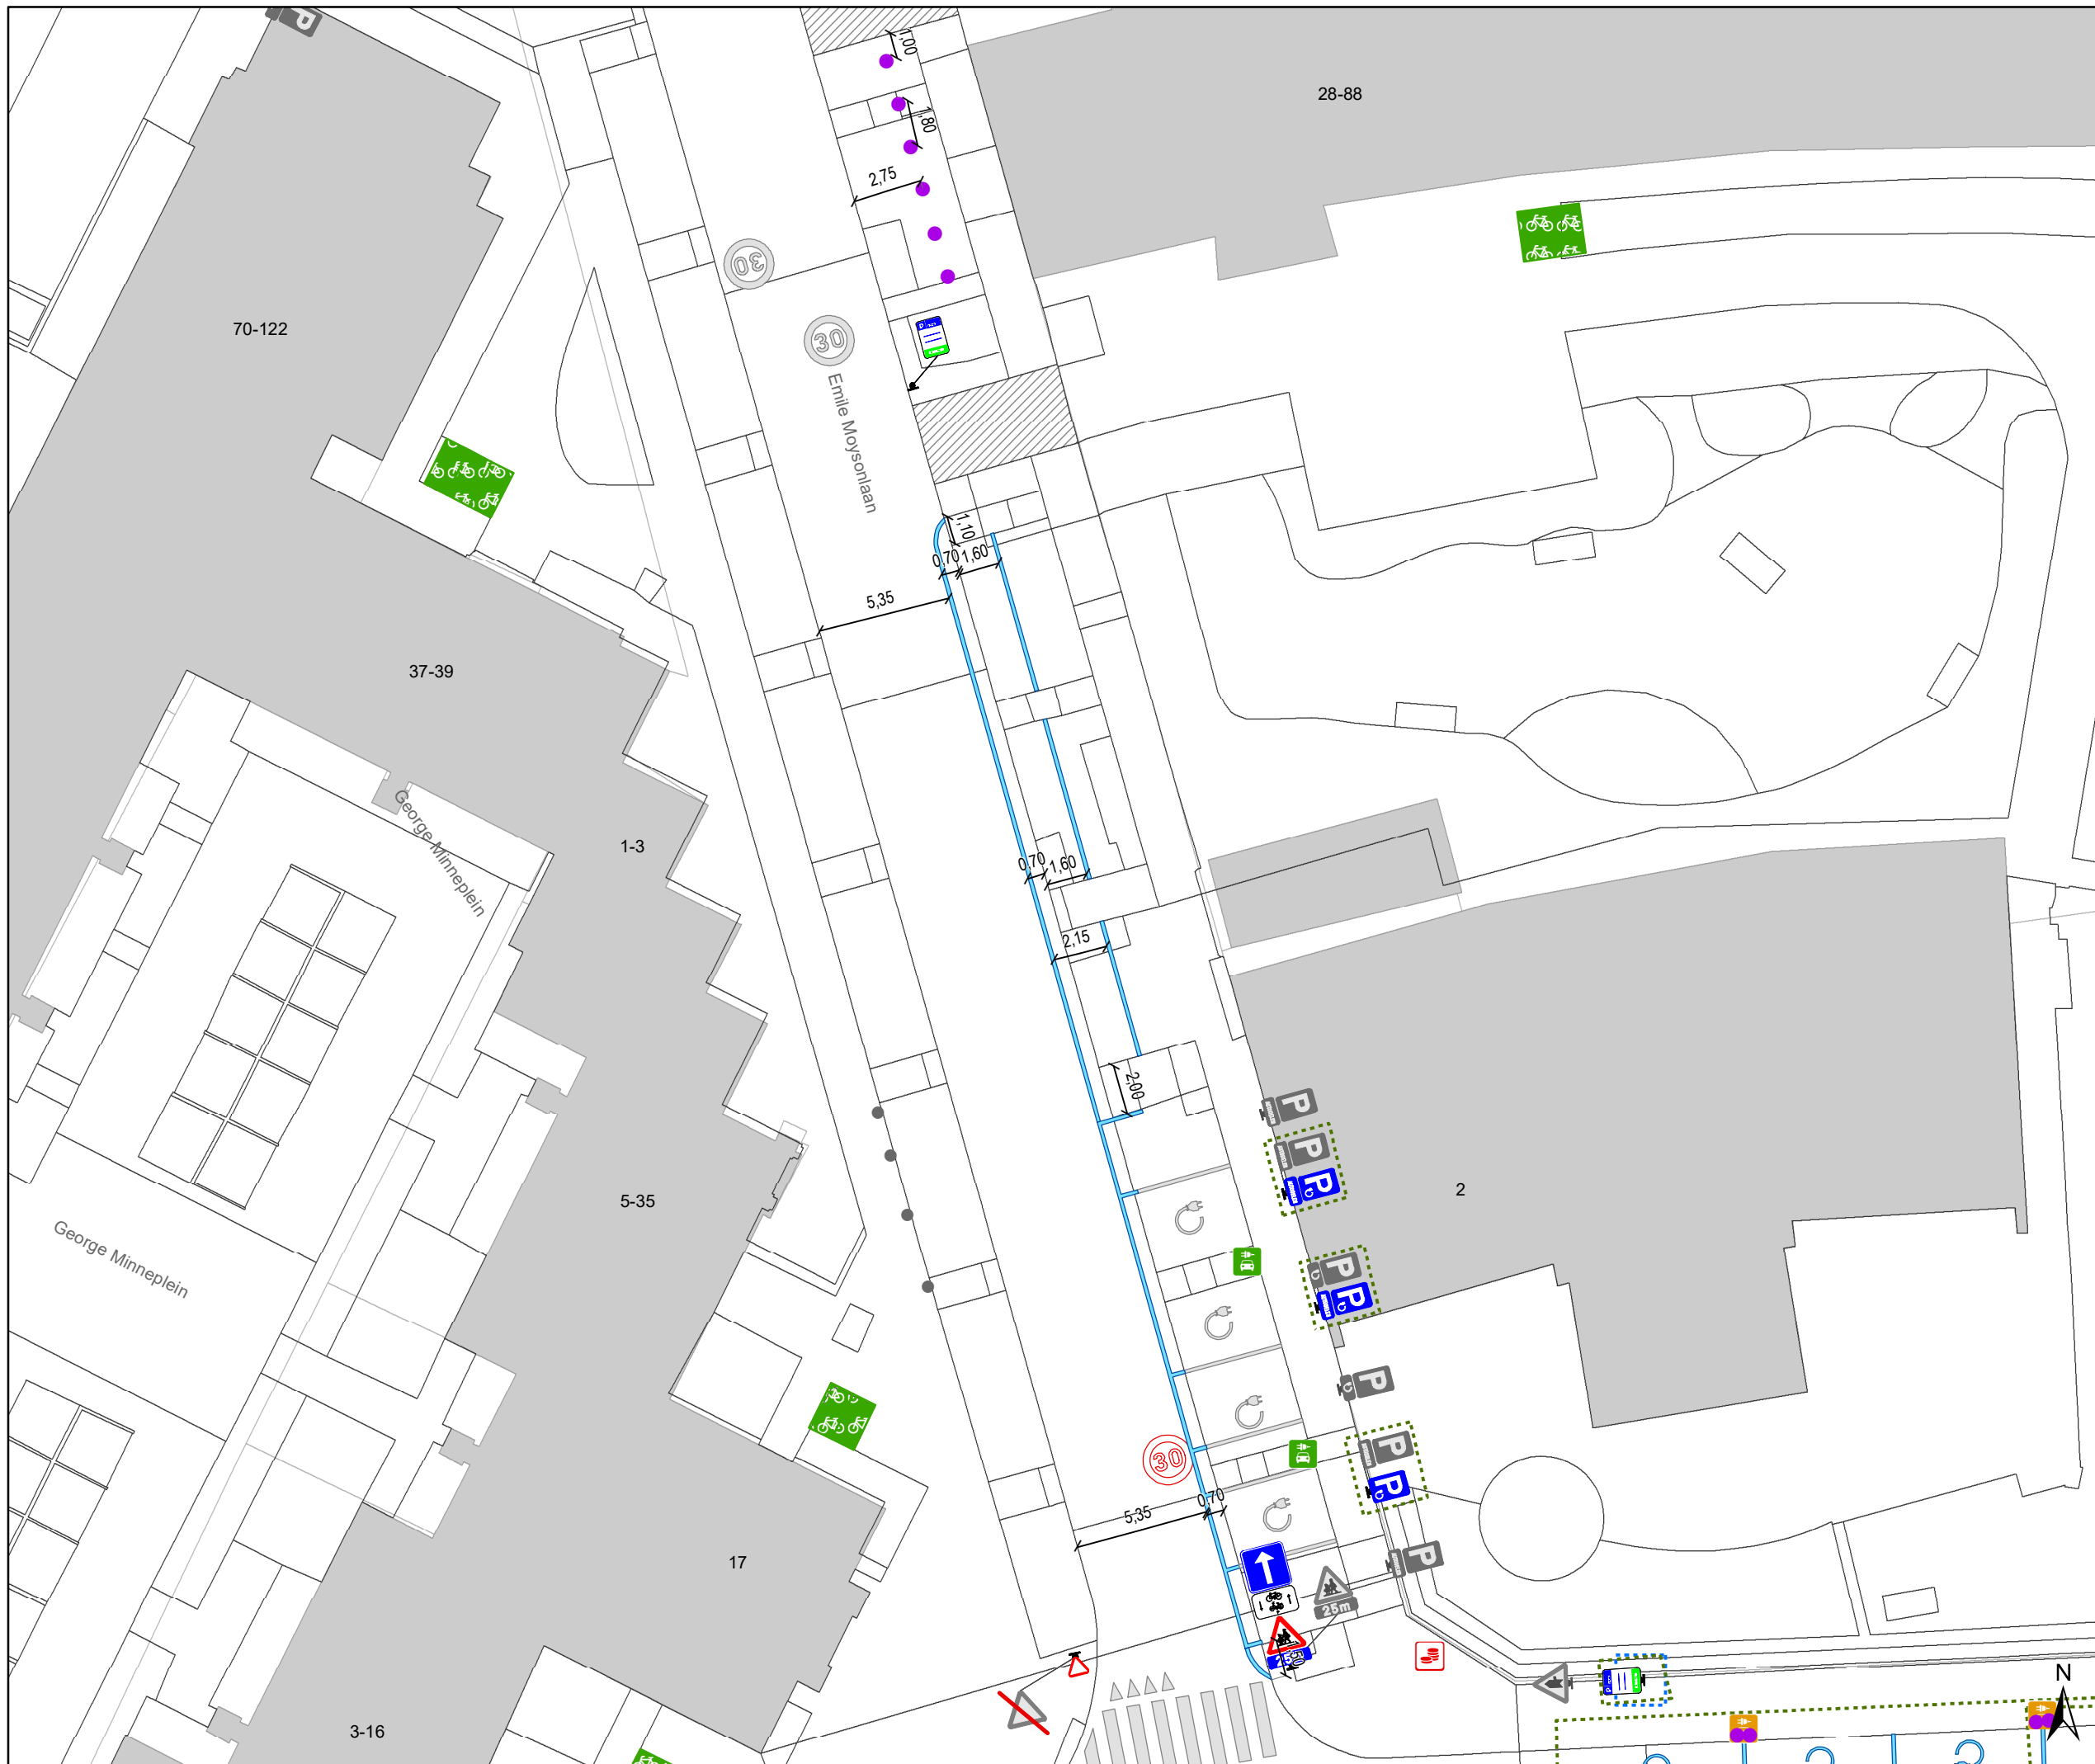 P
1,00
28-88
1,80
2,75
30
30
70-122
Emile Moysonlaan
1,10
0,70
1,60
5,35
37-39
George Minneplein
1-3
0,70
1,60
2,15
2,00
P
P
P
5-35
2
George Minneplein
P
P
P
P
P
30
0,70
5,35
17
P
25m
3-16
N